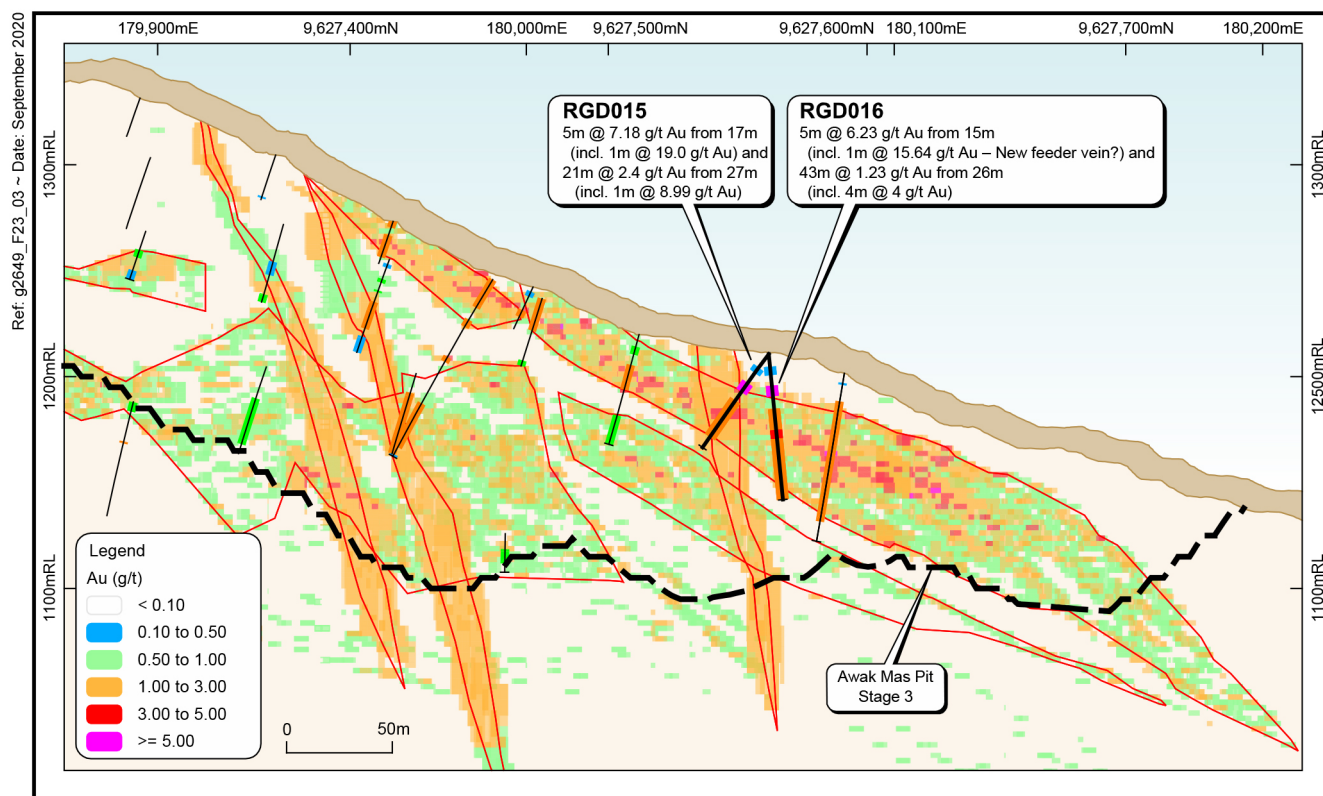 Ref: g2649_F23_03 ~ Date: September 2020
179,900mE
9,627,400mN
180,000mE
9,627,500mN
9,627,600mN
180,100mE
9,627,700mN
180,200mE
1300mRL
1200mRL
1100mRL
1300mRL
12500mRL
1100mRL
RGD015
5m @ 7.18 g/t Au from 17m
(incl. 1m @ 19.0 g/t Au) and
21m @ 2.4 g/t Au from 27m
(incl. 1m @ 8.99 g/t Au)
RGD016
5m @ 6.23 g/t Au from 15m
(incl. 1m @ 15.64 g/t Au – New feeder vein?) and
43m @ 1.23 g/t Au from 26m
(incl. 4m @ 4 g/t Au)
Legend
Au (g/t)
< 0.10
0.10 to 0.50
0.50 to 1.00
1.00 to 3.00
3.00 to 5.00
>= 5.00
0 50m
Awak Mas Pit
Stage 3